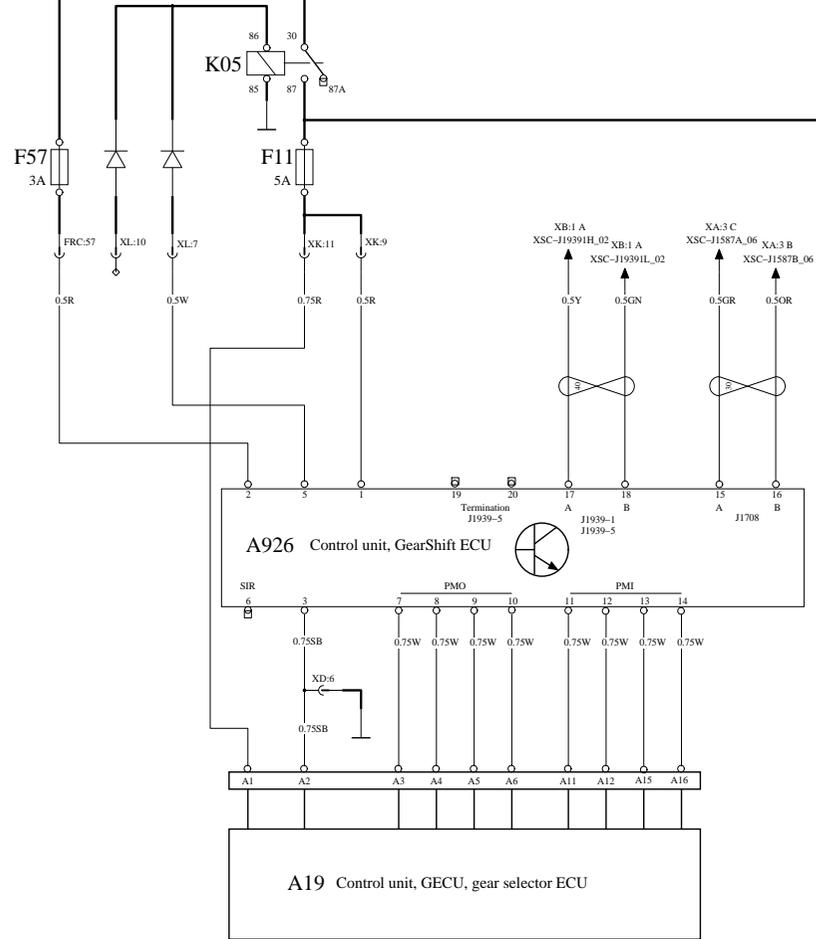 86 30
K05
85 87 87A
F57
3A
F11
5A
FRC:57 XL:10 XL:7 XK:11 XK:9
XB:1 A
XSC–J19391H_02
XB:1 A
XSC–J19391L_02
XA:3 C
XSC–J1587A_06
XA:3 B
XSC–J1587B_06
0.5R 0.5W 0.75R 0.5R 0.5Y 0.5GN 0.5GR 0.5OR
40 30
2 5 1 19 20 17 18 15 16
Termination
J1939–5
A B A B
J1939–1
J1939–5
J1708
A926 Control unit, GearShift ECU
SIR PMO PMI
6 3 7 8 9 10 11 12 13 14
0.75SB 0.75W 0.75W 0.75W 0.75W 0.75W 0.75W 0.75W 0.75W
XD:6
0.75SB
A1 A2 A3 A4 A5 A6 A11 A12 A15 A16
A19 Control unit, GECU, gear selector ECU